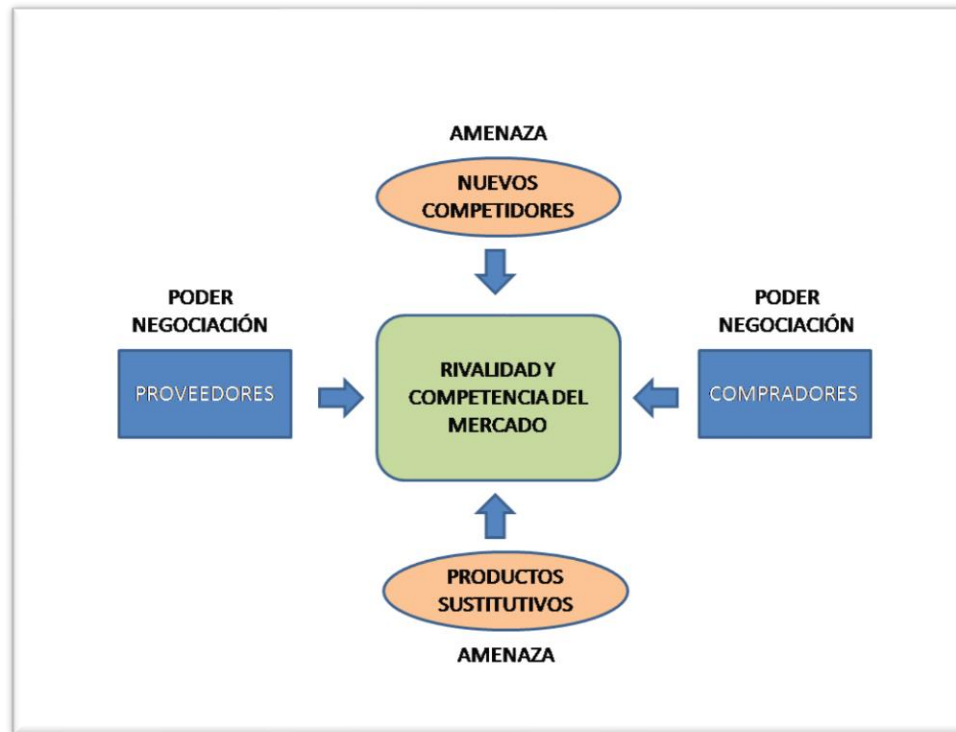 AMENAZA
NUEVOS
COMPETIDORES
PODER
NEGOCIACIÓN
PROVEEDORES
RIVALIDAD Y
COMPETENCIA DEL
MERCADO
PODER
NEGOCIACIÓN
COMPRADORES
PRODUCTOS
SUSTITUTIVOS
AMENAZA